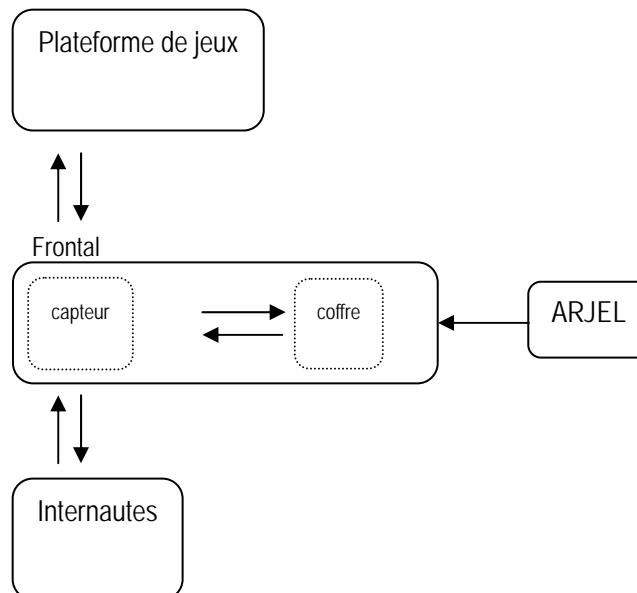 Plateforme de jeux
Frontal
capteur
coffre
ARJEL
Internautes